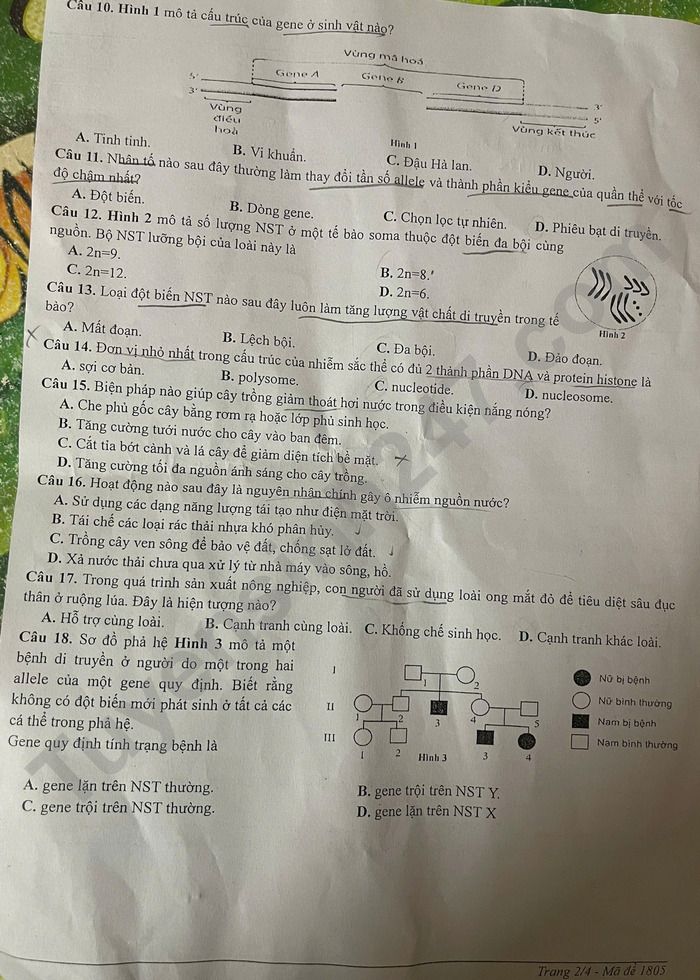 Câu 10. Hình 1 mô tả cấu trúc của gene ở sinh vật nào?
Vùng mã hoá
Gene A Gene B Gene D
5'
3'
3'
5'
Vùng điều hoà
Vùng kết thúc
Hình 1
A. Tinh tinh. B. Vi khuẩn. C. Đậu Hà lan. D. Người.
Câu 11. Nhân tố nào sau đây thường làm thay đổi tần số allele và thành phần kiểu gene của quần thể với tốc
độ chậm nhất?
A. Đột biến. B. Dòng gene. C. Chọn lọc tự nhiên. D. Phiêu bạt di truyền.
Câu 12. Hình 2 mô tả số lượng NST ở một tế bào soma thuộc đột biến đa bội cùng
nguồn. Bộ NST lưỡng bội của loài này là
A. 2n=9. B. 2n=8.
C. 2n=12. D. 2n=6.
Hình 2
Câu 13. Loại đột biến NST nào sau đây luôn làm tăng lượng vật chất di truyền trong tế
bào?
A. Mất đoạn. B. Lệch bội. C. Đa bội. D. Đảo đoạn.
Câu 14. Đơn vị nhỏ nhất trong cấu trúc của nhiễm sắc thể có đủ 2 thành phần DNA và protein histone là
A. sợi cơ bản. B. polysome. C. nucleotide. D. nucleosome.
Câu 15. Biện pháp nào giúp cây trồng giảm thoát hơi nước trong điều kiện nắng nóng?
A. Che phủ gốc cây bằng rơm rạ hoặc lớp phủ sinh học.
B. Tăng cường tưới nước cho cây vào ban đêm.
C. Cắt tỉa bớt cành và lá cây để giảm diện tích bề mặt.
D. Tăng cường tối đa nguồn ánh sáng cho cây trồng.
Câu 16. Hoạt động nào sau đây là nguyên nhân chính gây ô nhiễm nguồn nước?
A. Sử dụng các dạng năng lượng tái tạo như điện mặt trời.
B. Tái chế các loại rác thải nhựa khó phân hủy.
C. Trồng cây ven sông để bảo vệ đất, chống sạt lở đất.
D. Xả nước thải chưa qua xử lý từ nhà máy vào sông, hồ.
Câu 17. Trong quá trình sản xuất nông nghiệp, con người đã sử dụng loài ong mắt đỏ để tiêu diệt sâu đục
thân ở ruộng lúa. Đây là hiện tượng nào?
A. Hỗ trợ cùng loài. B. Cạnh tranh cùng loài. C. Khống chế sinh học. D. Cạnh tranh khác loài.
Câu 18. Sơ đồ phả hệ Hình 3 mô tả một
bệnh di truyền ở người do một trong hai
allele của một gene quy định. Biết rằng
không có đột biến mới phát sinh ở tất cả các
cá thể trong phả hệ.
Gene quy định tính trạng bệnh là
I 1 2
II 1 2 3 4 5
III 1 2 3 4
Hình 3
Nữ bị bệnh
Nữ bình thường
Nam bị bệnh
Nam bình thường
A. gene lặn trên NST thường. B. gene trội trên NST Y.
C. gene trội trên NST thường. D. gene lặn trên NST X
Tuyensinh247.com
Trang 2/4 - Mã đề 1805